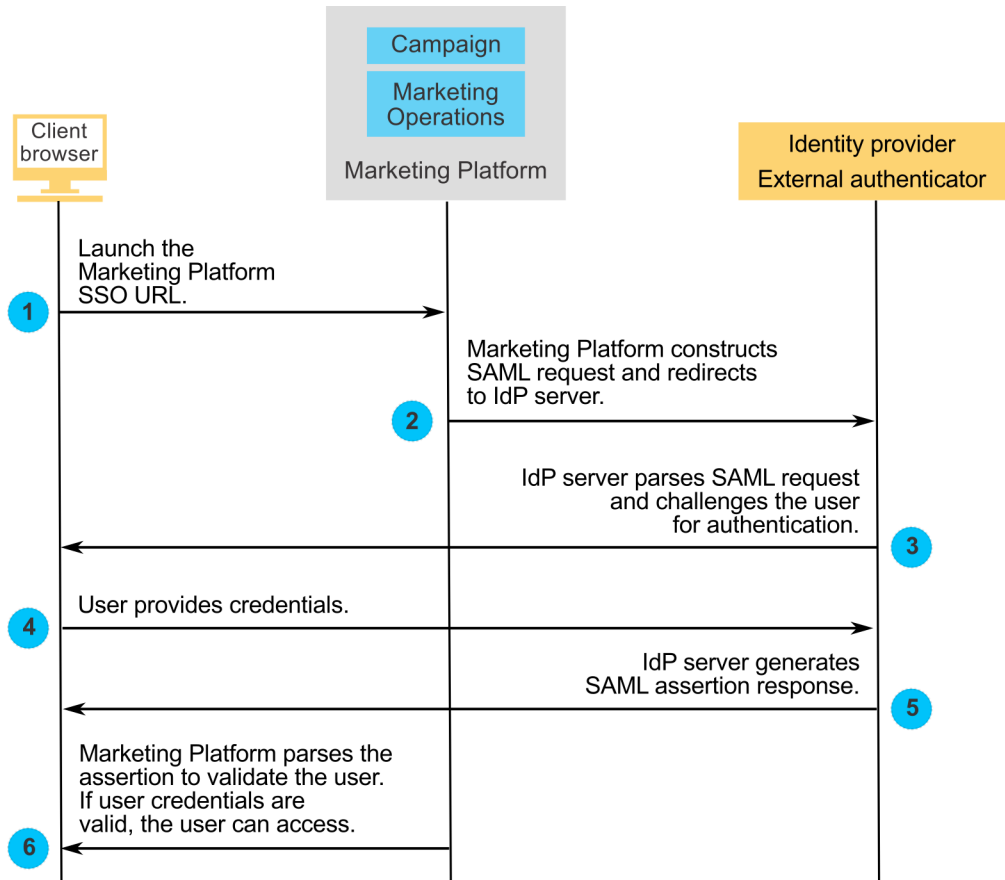 Campaign
Marketing
Operations
Marketing Platform
Client
browser
Identity provider
External authenticator
Launch the
Marketing Platform
SSO URL.
1
Marketing Platform constructs
SAML request and redirects
to IdP server.
2
IdP server parses SAML request
and challenges the user
for authentication.
3
User provides credentials.
4
IdP server generates
SAML assertion response.
5
Marketing Platform parses the
assertion to validate the user.
If user credentials are
valid, the user can access.
6